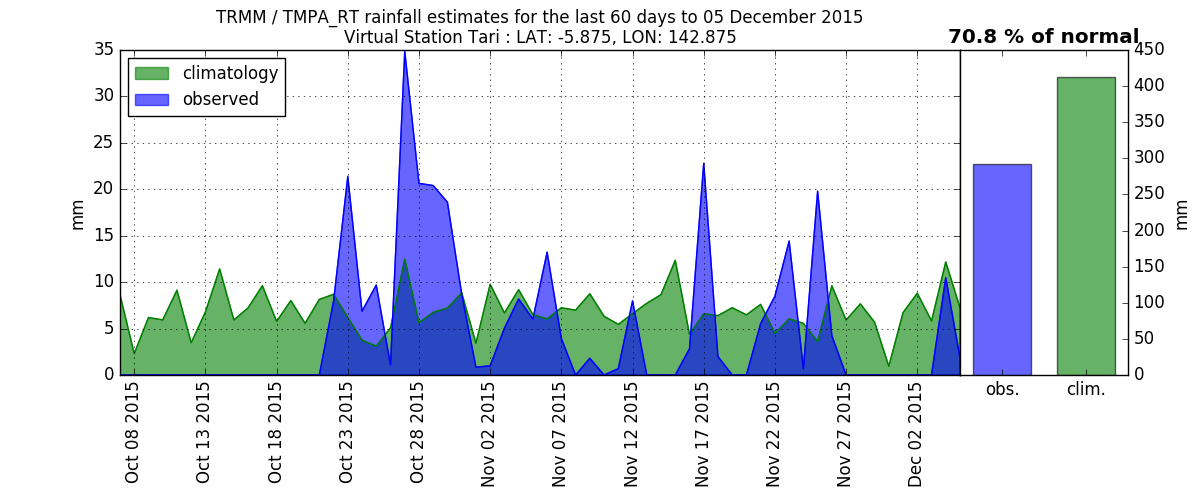 TRMM / TMPA_RT rainfall estimates for the last 60 days to 05 December 2015
Virtual Station Tari : LAT: -5.875, LON: 142.875
70.8 % of normal
climatology
observed
35
30
25
20
15
10
5
0
mm
Oct 08 2015
Oct 13 2015
Oct 18 2015
Oct 23 2015
Oct 28 2015
Nov 02 2015
Nov 07 2015
Nov 12 2015
Nov 17 2015
Nov 22 2015
Nov 27 2015
Dec 02 2015
450
400
350
300
250
200
150
100
50
0
mm
obs.
clim.